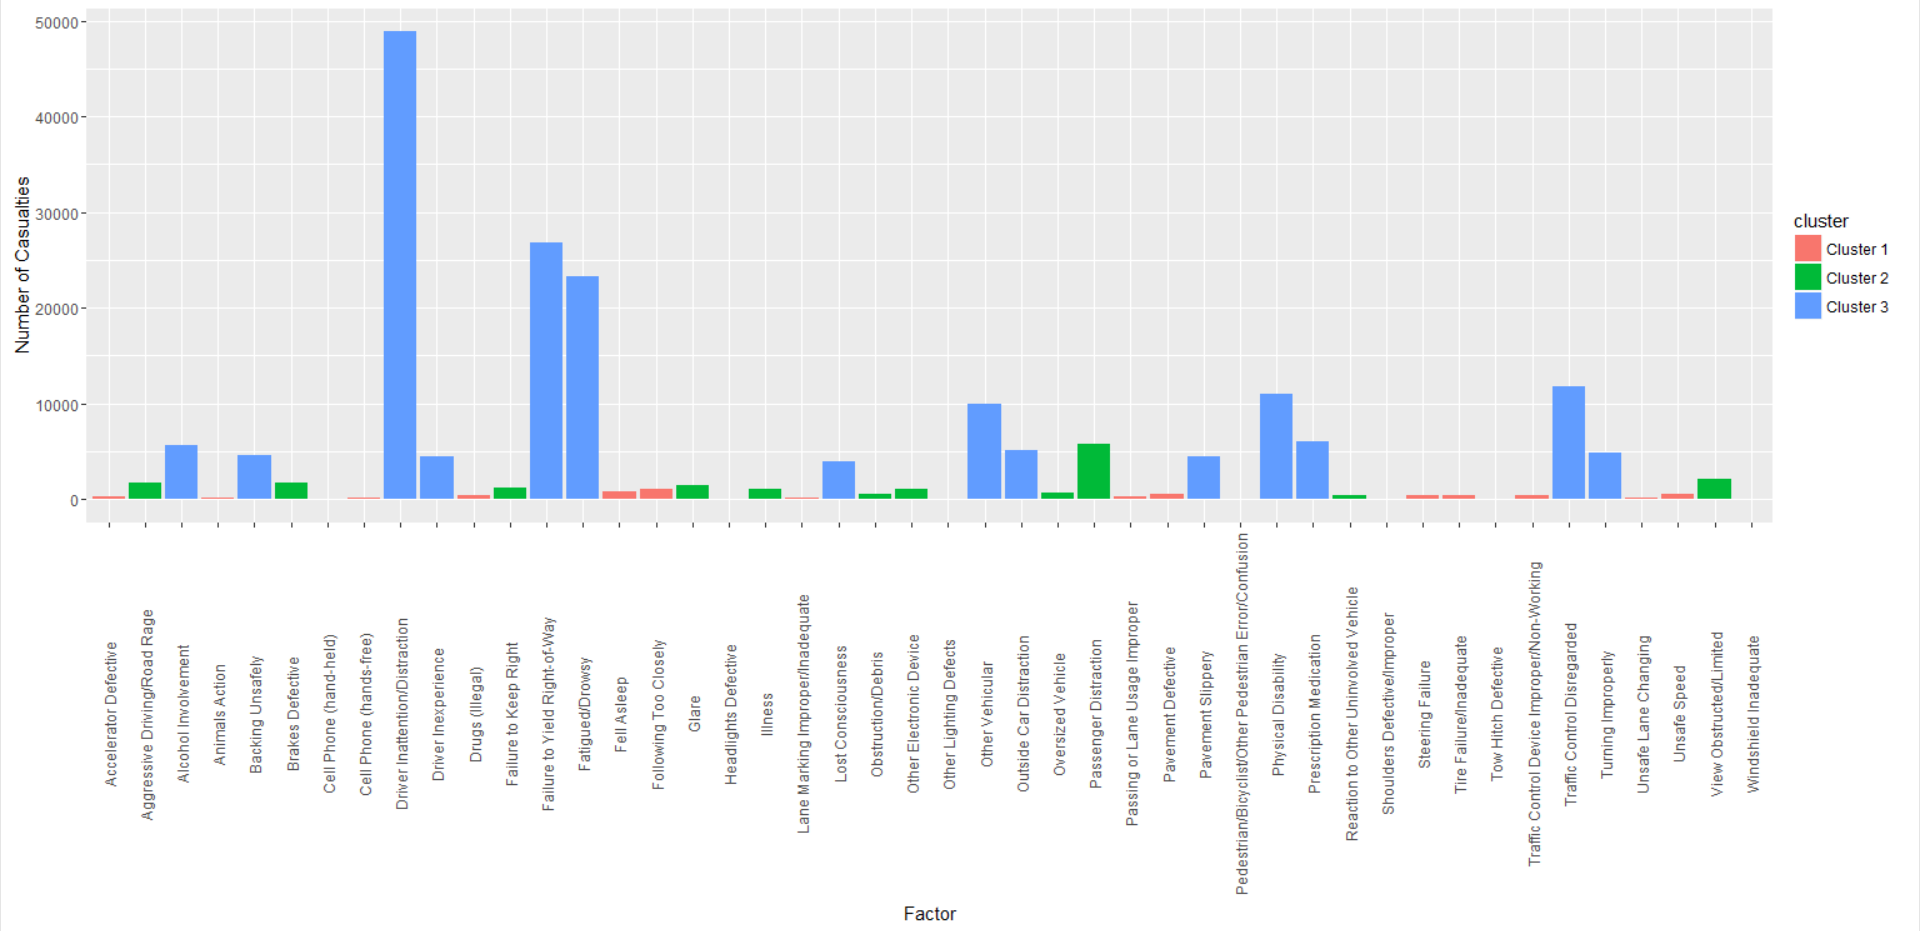 50000
40000
30000
20000
10000
0
Number of Casualties
Accelerator Defective
Aggressive Driving/Road Rage
Alcohol Involvement
Animals Action
Backing Unsafely
Brakes Defective
Cell Phone (hand-held)
Cell Phone (hands-free)
Driver Inattention/Distraction
Driver Inexperience
Drugs (Illegal)
Failure to Keep Right
Failure to Yield Right-of-Way
Fatigued/Drowsy
Fell Asleep
Following Too Closely
Glare
Headlights Defective
Illness
Lane Marking Improper/Inadequate
Lost Consciousness
Obstruction/Debris
Other Electronic Device
Other Lighting Defects
Other Vehicular
Outside Car Distraction
Oversized Vehicle
Passenger Distraction
Passing or Lane Usage Improper
Pavement Defective
Pavement Slippery
Pedestrian/Bicyclist/Other Pedestrian Error/Confusion
Physical Disability
Prescription Medication
Reaction to Other Uninvolved Vehicle
Shoulders Defective/Improper
Steering Failure
Tire Failure/Inadequate
Tow Hitch Defective
Traffic Control Device Improper/Non-Working
Traffic Control Disregarded
Turning Improperly
Unsafe Lane Changing
Unsafe Speed
View Obstructed/Limited
Windshield Inadequate
Factor
cluster
Cluster 1
Cluster 2
Cluster 3